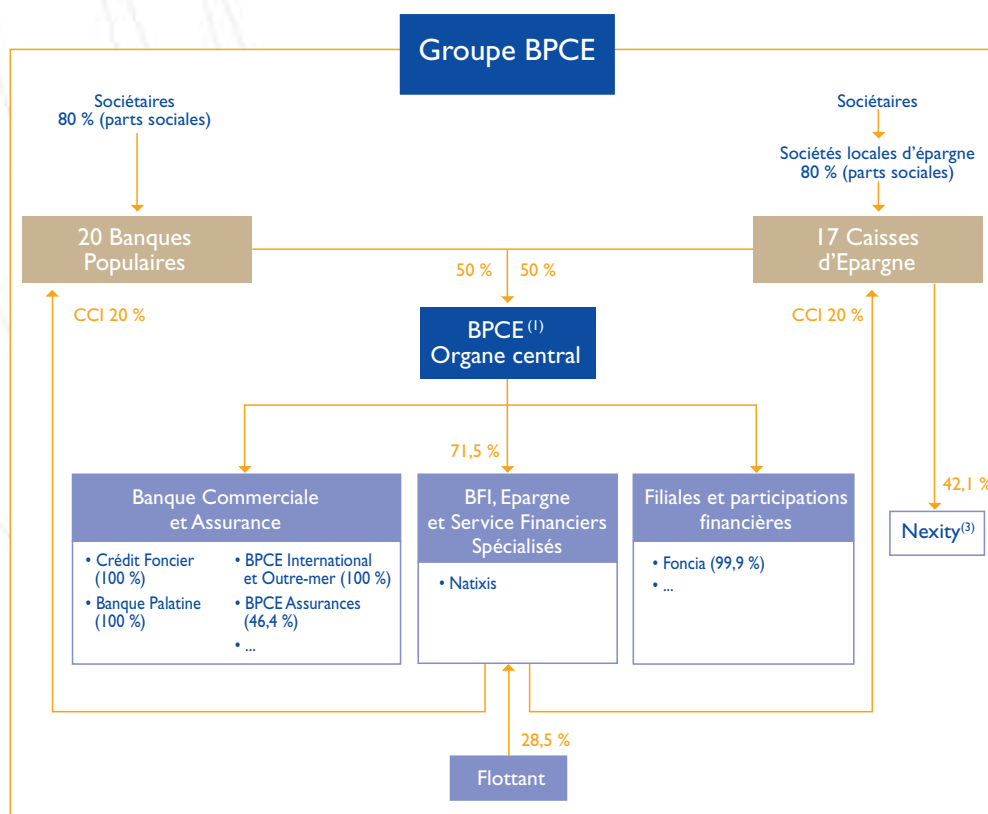 Groupe BPCE
Sociétaires
80 % (parts sociales)
Sociétaires
Sociétés locales d'épargne
80 % (parts sociales)
20 Banques
Populaires
17 Caisses
d'Epargne
50 %
50 %
CCI 20 %
CCI 20 %
BPCE (1)
Organe central
71,5 %
42,1 %
Banque Commerciale
et Assurance
• Crédit Foncier
(100 %)
• Banque Palatine
(100 %)
• BPCE International
et Outre-mer (100 %)
• BPCE Assurances
(46,4 %)
• ...
BFI, Epargne
et Service Financiers
Spécialisés
• Natixis
Filiales et participations
financières
• Foncia (99,9 %)
• ...
Nexity(3)
28,5 %
Flottant